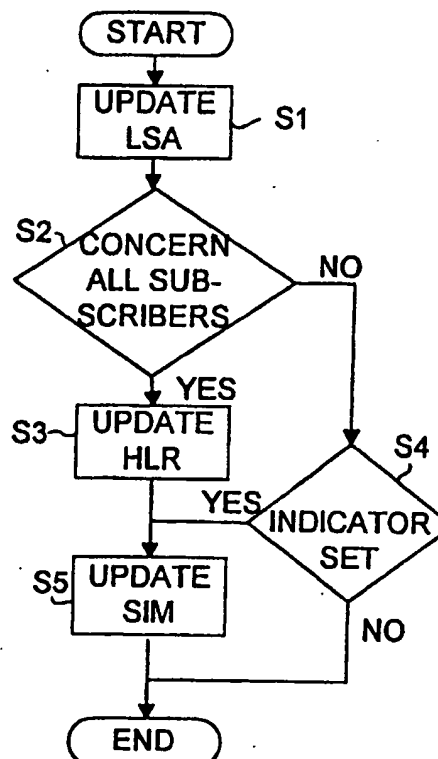 START
UPDATE
LSA
S1
S2
CONCERN
ALL SUB-
SCRIBERS
NO
YES
S3
UPDATE
HLR
S4
YES
INDICATOR
SET
S5
UPDATE
SIM
NO
END